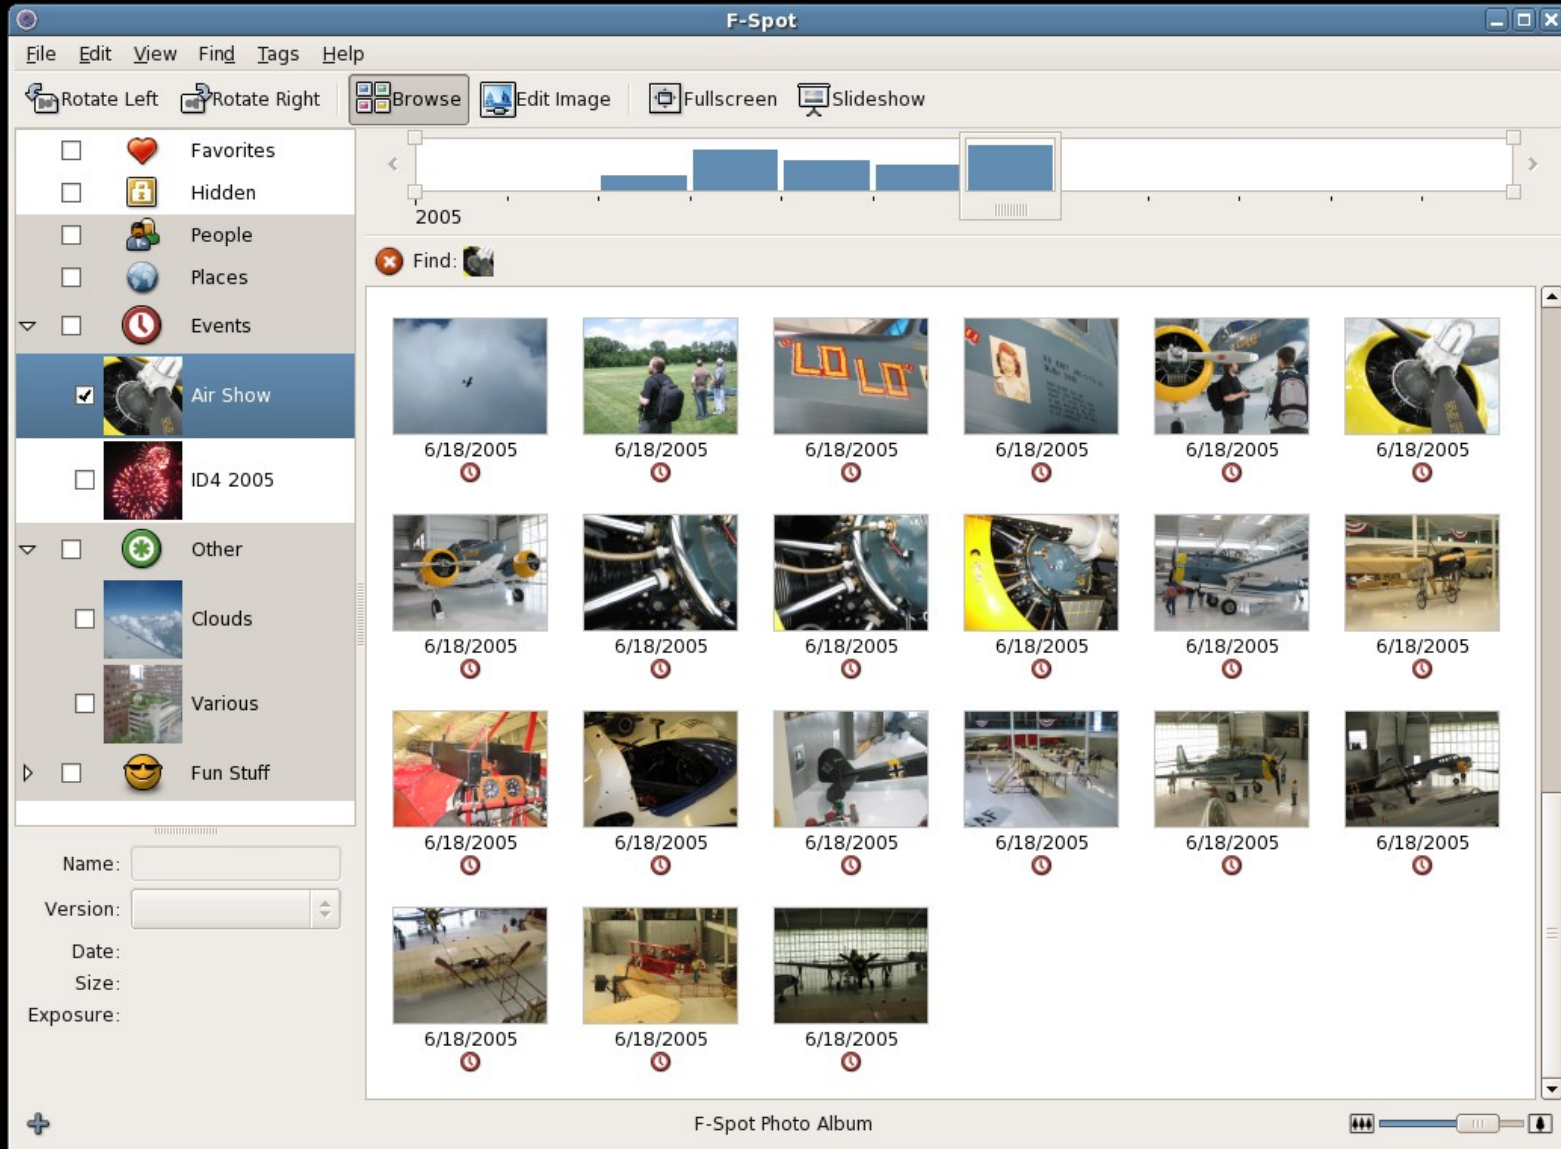 F-Spot
File Edit View Find Tags Help
Rotate Left Rotate Right Browse Edit Image Fullscreen Slideshow
Favorites
Hidden
People
Places
Events
Air Show
ID4 2005
Other
Clouds
Various
Fun Stuff
Name:
Version:
Date:
Size:
Exposure:
2005
Find:
"LO LO"
6/18/2005 6/18/2005 6/18/2005 6/18/2005 6/18/2005 6/18/2005
6/18/2005 6/18/2005 6/18/2005 6/18/2005 6/18/2005 6/18/2005
6/18/2005 6/18/2005 6/18/2005 6/18/2005 6/18/2005 6/18/2005
6/18/2005 6/18/2005 6/18/2005
F-Spot Photo Album